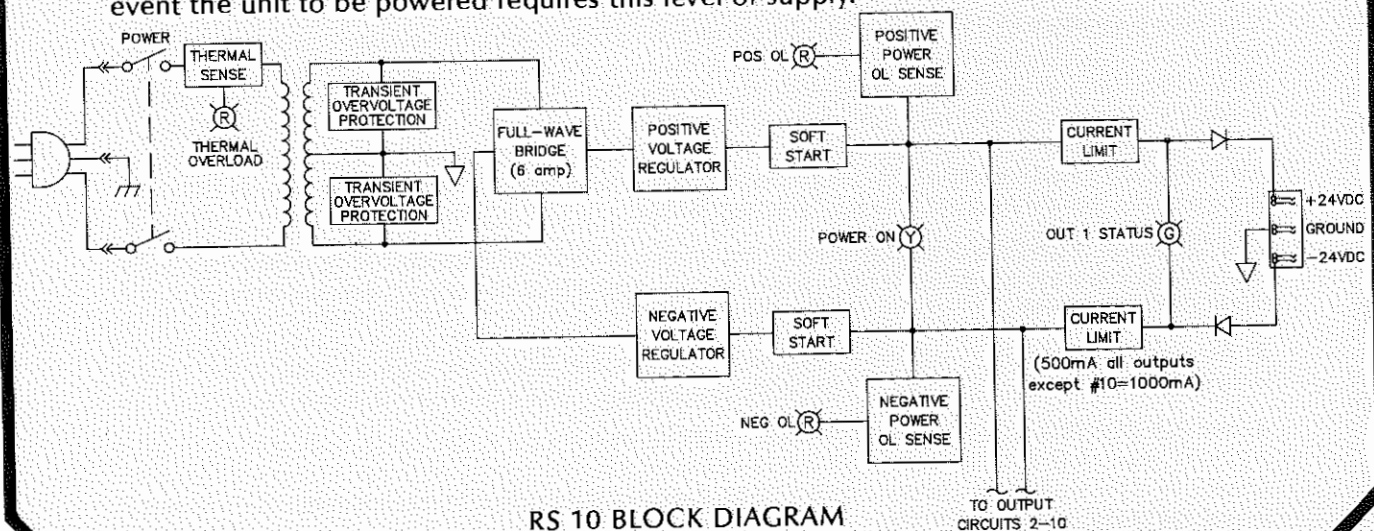 event the unit to be powered requires this level of supply.
POWER
THERMAL
SENSE
R
THERMAL
OVERLOAD
TRANSIENT
OVERVOLTAGE
PROTECTION
TRANSIENT
OVERVOLTAGE
PROTECTION
FULL-WAVE
BRIDGE
(6 amp)
POSITIVE
VOLTAGE
REGULATOR
SOFT
START
POS OL R
POSITIVE
POWER
OL SENSE
CURRENT
LIMIT
POWER ON Y
OUT 1 STATUS G
+24VDC
GROUND
-24VDC
NEGATIVE
VOLTAGE
REGULATOR
SOFT
START
CURRENT
LIMIT
(500mA all outputs
except #10=1000mA)
NEG OL R
NEGATIVE
POWER
OL SENSE
TO OUTPUT
CIRCUITS 2-10
RS 10 BLOCK DIAGRAM